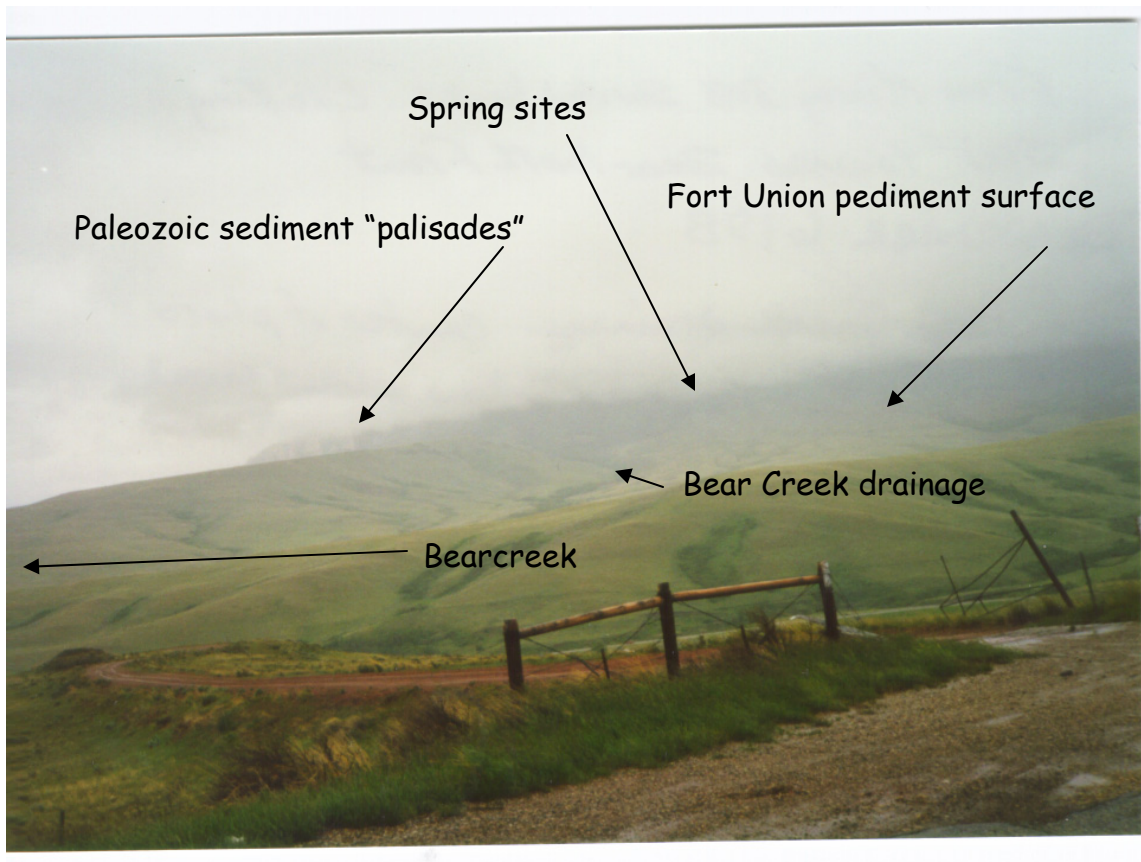 Spring sites
Fort Union pediment surface
Paleozoic sediment “palisades”
Bear Creek drainage
Bearcreek